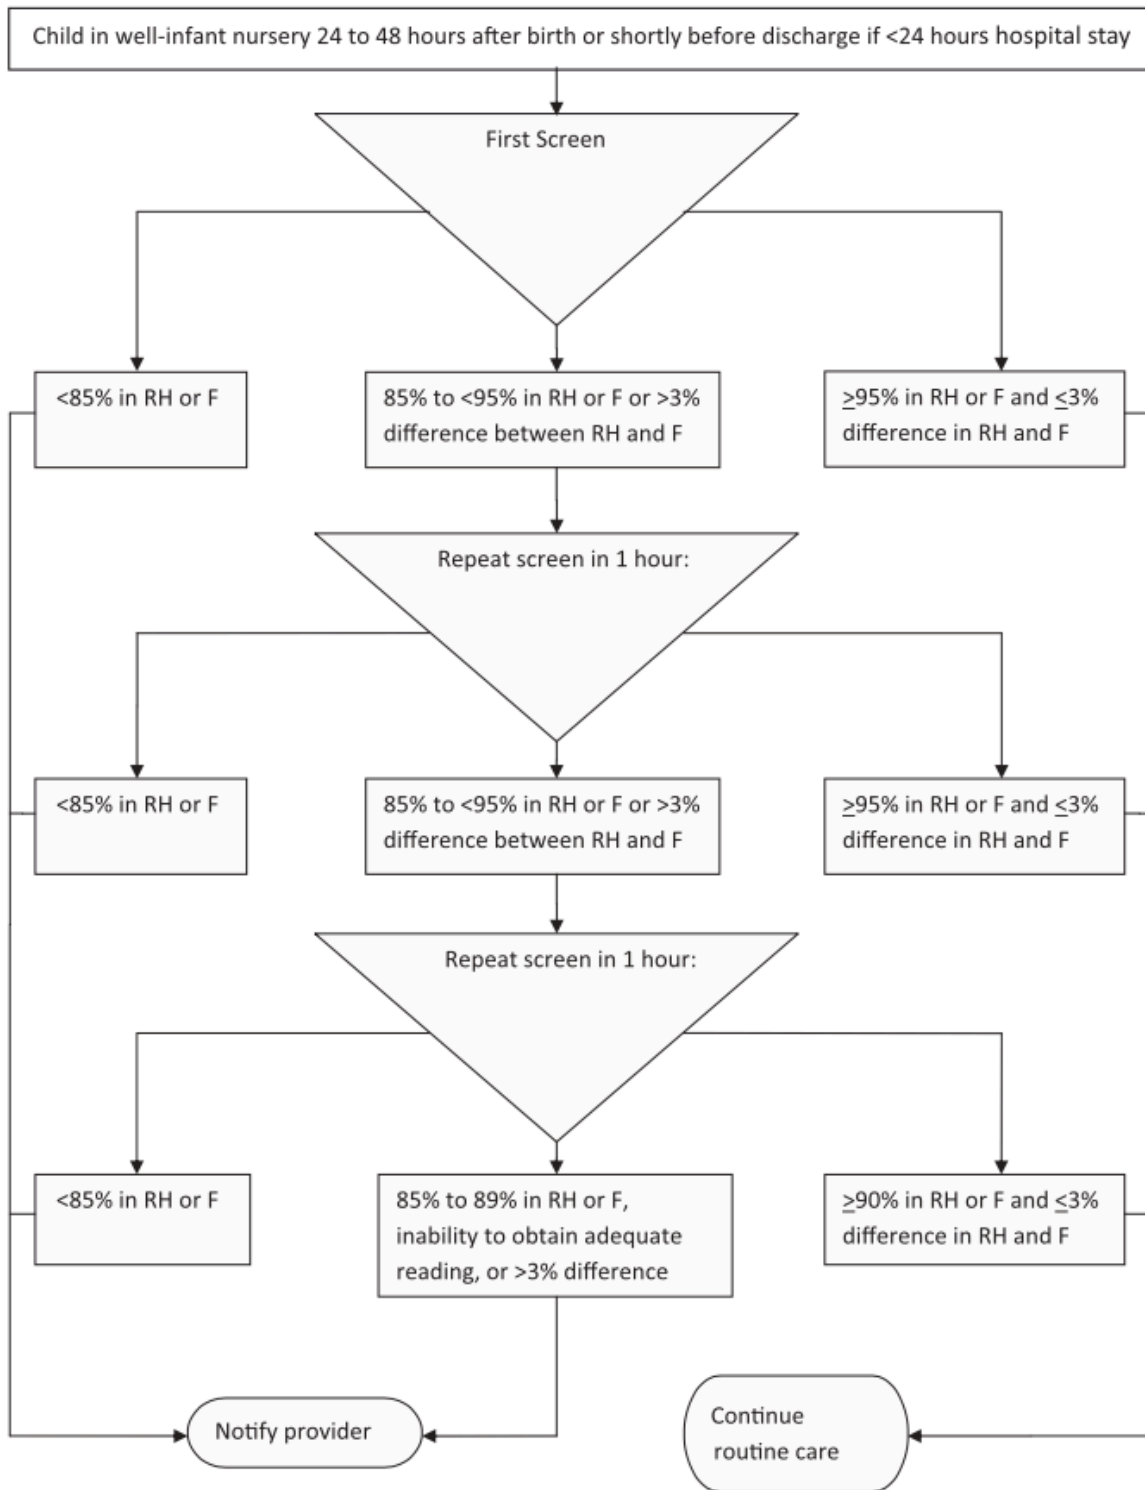 Child in well-infant nursery 24 to 48 hours after birth or shortly before discharge if <24 hours hospital stay
First Screen
<85% in RH or F
85% to <95% in RH or F or >3%
difference between RH and F
≥95% in RH or F and ≤3%
difference in RH and F
Repeat screen in 1 hour:
<85% in RH or F
85% to <95% in RH or F or >3%
difference between RH and F
≥95% in RH or F and ≤3%
difference in RH and F
Repeat screen in 1 hour:
<85% in RH or F
85% to 89% in RH or F,
inability to obtain adequate
reading, or >3% difference
≥90% in RH or F and ≤3%
difference in RH and F
Notify provider
Continue
routine care